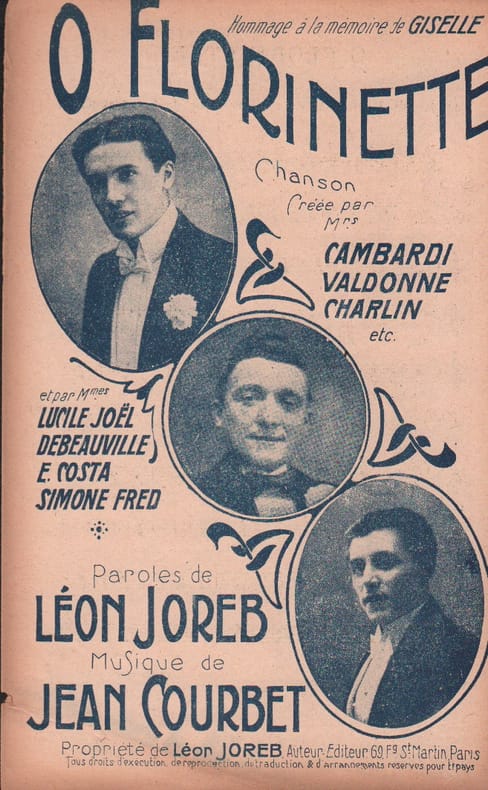 Hommage à la mémoire de GISELLE
O FLORINETTE
Chanson
Créée par
Mrs
CAMBARDI
VALDONNE
CHARLIN
etc.
et par Mmes
LUCILE JOËL
DEBEAUVILLE
E. COSTA
SIMONE FRED
Paroles de
LÉON JOREB
Musique de
JEAN COURBET
Propriété de Léon JOREB, Auteur-Editeur 69, Fg St Martin, Paris
Tous droits d'exécution, de reproduction, de traduction & d'arrangements réservés pour tt pays